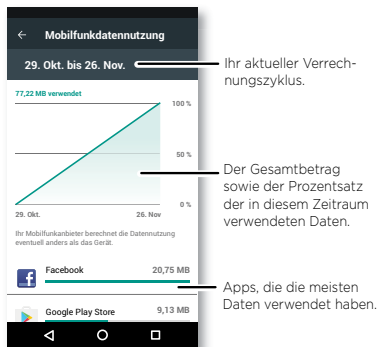 Mobilfunkdatennutzung
29. Okt. bis 26. Nov.
77,22 MB verwendet
100 %
50 %
0 %
29. Okt.
26. Nov
Ihr Mobilfunkanbieter berechnet die Datennutzung
eventuell anders als das Gerät.
Facebook
20,75 MB
Google Play Store
9,13 MB
Ihr aktueller Verrech-
nungszyklus.
Der Gesamtbetrag
sowie der Prozentsatz
der in diesem Zeitraum
verwendeten Daten.
Apps, die die meisten
Daten verwendet haben.